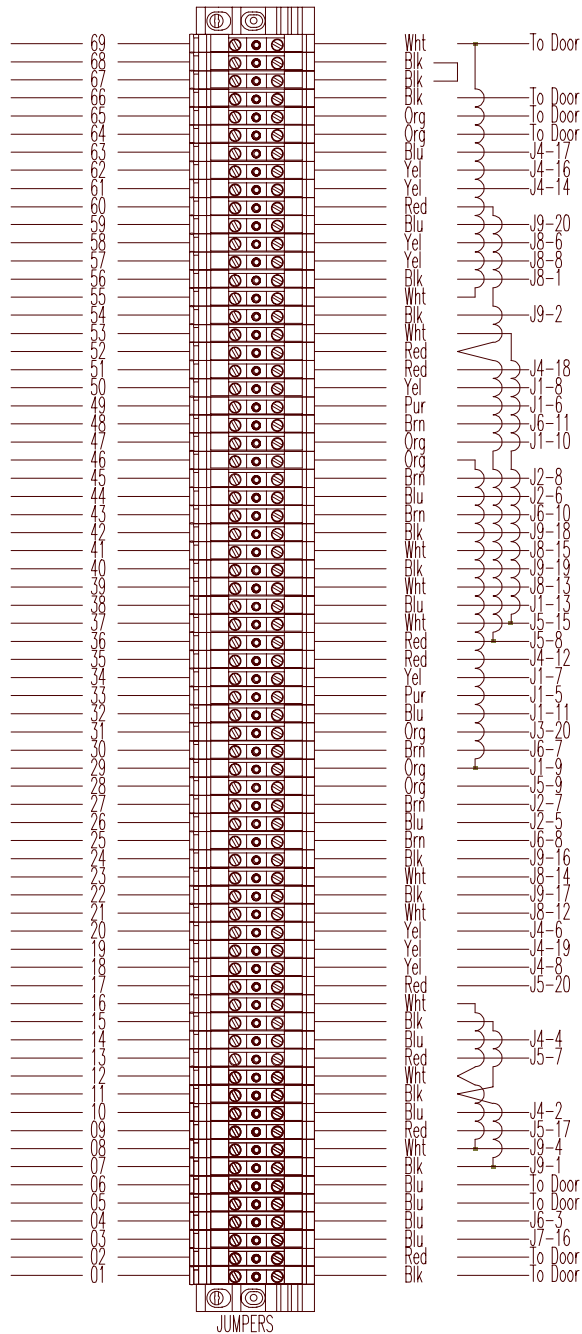 69 Wht To Door
68 Blk
67 Blk
66 Blk To Door
65 Org To Door
64 Org To Door
63 Blu J4-17
62 Yel J4-16
61 Yel J4-14
60 Red
59 Blu J9-20
58 Yel J8-6
57 Yel J8-8
56 Blk J8-1
55 Wht
54 Blk J9-2
53 Wht
52 Red
51 Red J4-18
50 Yel J1-8
49 Pur J1-6
48 Brn J6-11
47 Org J1-10
46 Org
45 Brn J2-8
44 Blu J2-6
43 Brn J6-10
42 Blk J9-18
41 Wht J8-15
40 Blk J9-19
39 Wht J8-13
38 Blu J1-13
37 Wht J5-15
36 Red J5-8
35 Red J4-12
34 Yel J1-7
33 Pur J1-5
32 Blu J1-11
31 Org J3-20
30 Brn J6-7
29 Org J1-9
28 Org J5-9
27 Brn J2-7
26 Blu J2-5
25 Brn J6-8
24 Blk J9-16
23 Wht J8-14
22 Blk J9-17
21 Wht J8-12
20 Yel J4-6
19 Yel J4-19
18 Yel J4-8
17 Red J5-20
16 Wht
15 Blk
14 Blu J4-4
13 Red J5-7
12 Wht
11 Blk
10 Blu J4-2
09 Red J5-17
08 Wht J9-4
07 Blk J9-1
06 Blu To Door
05 Blu To Door
04 Blu J6-3
03 Blu J7-16
02 Red To Door
01 Blk To Door
JUMPERS